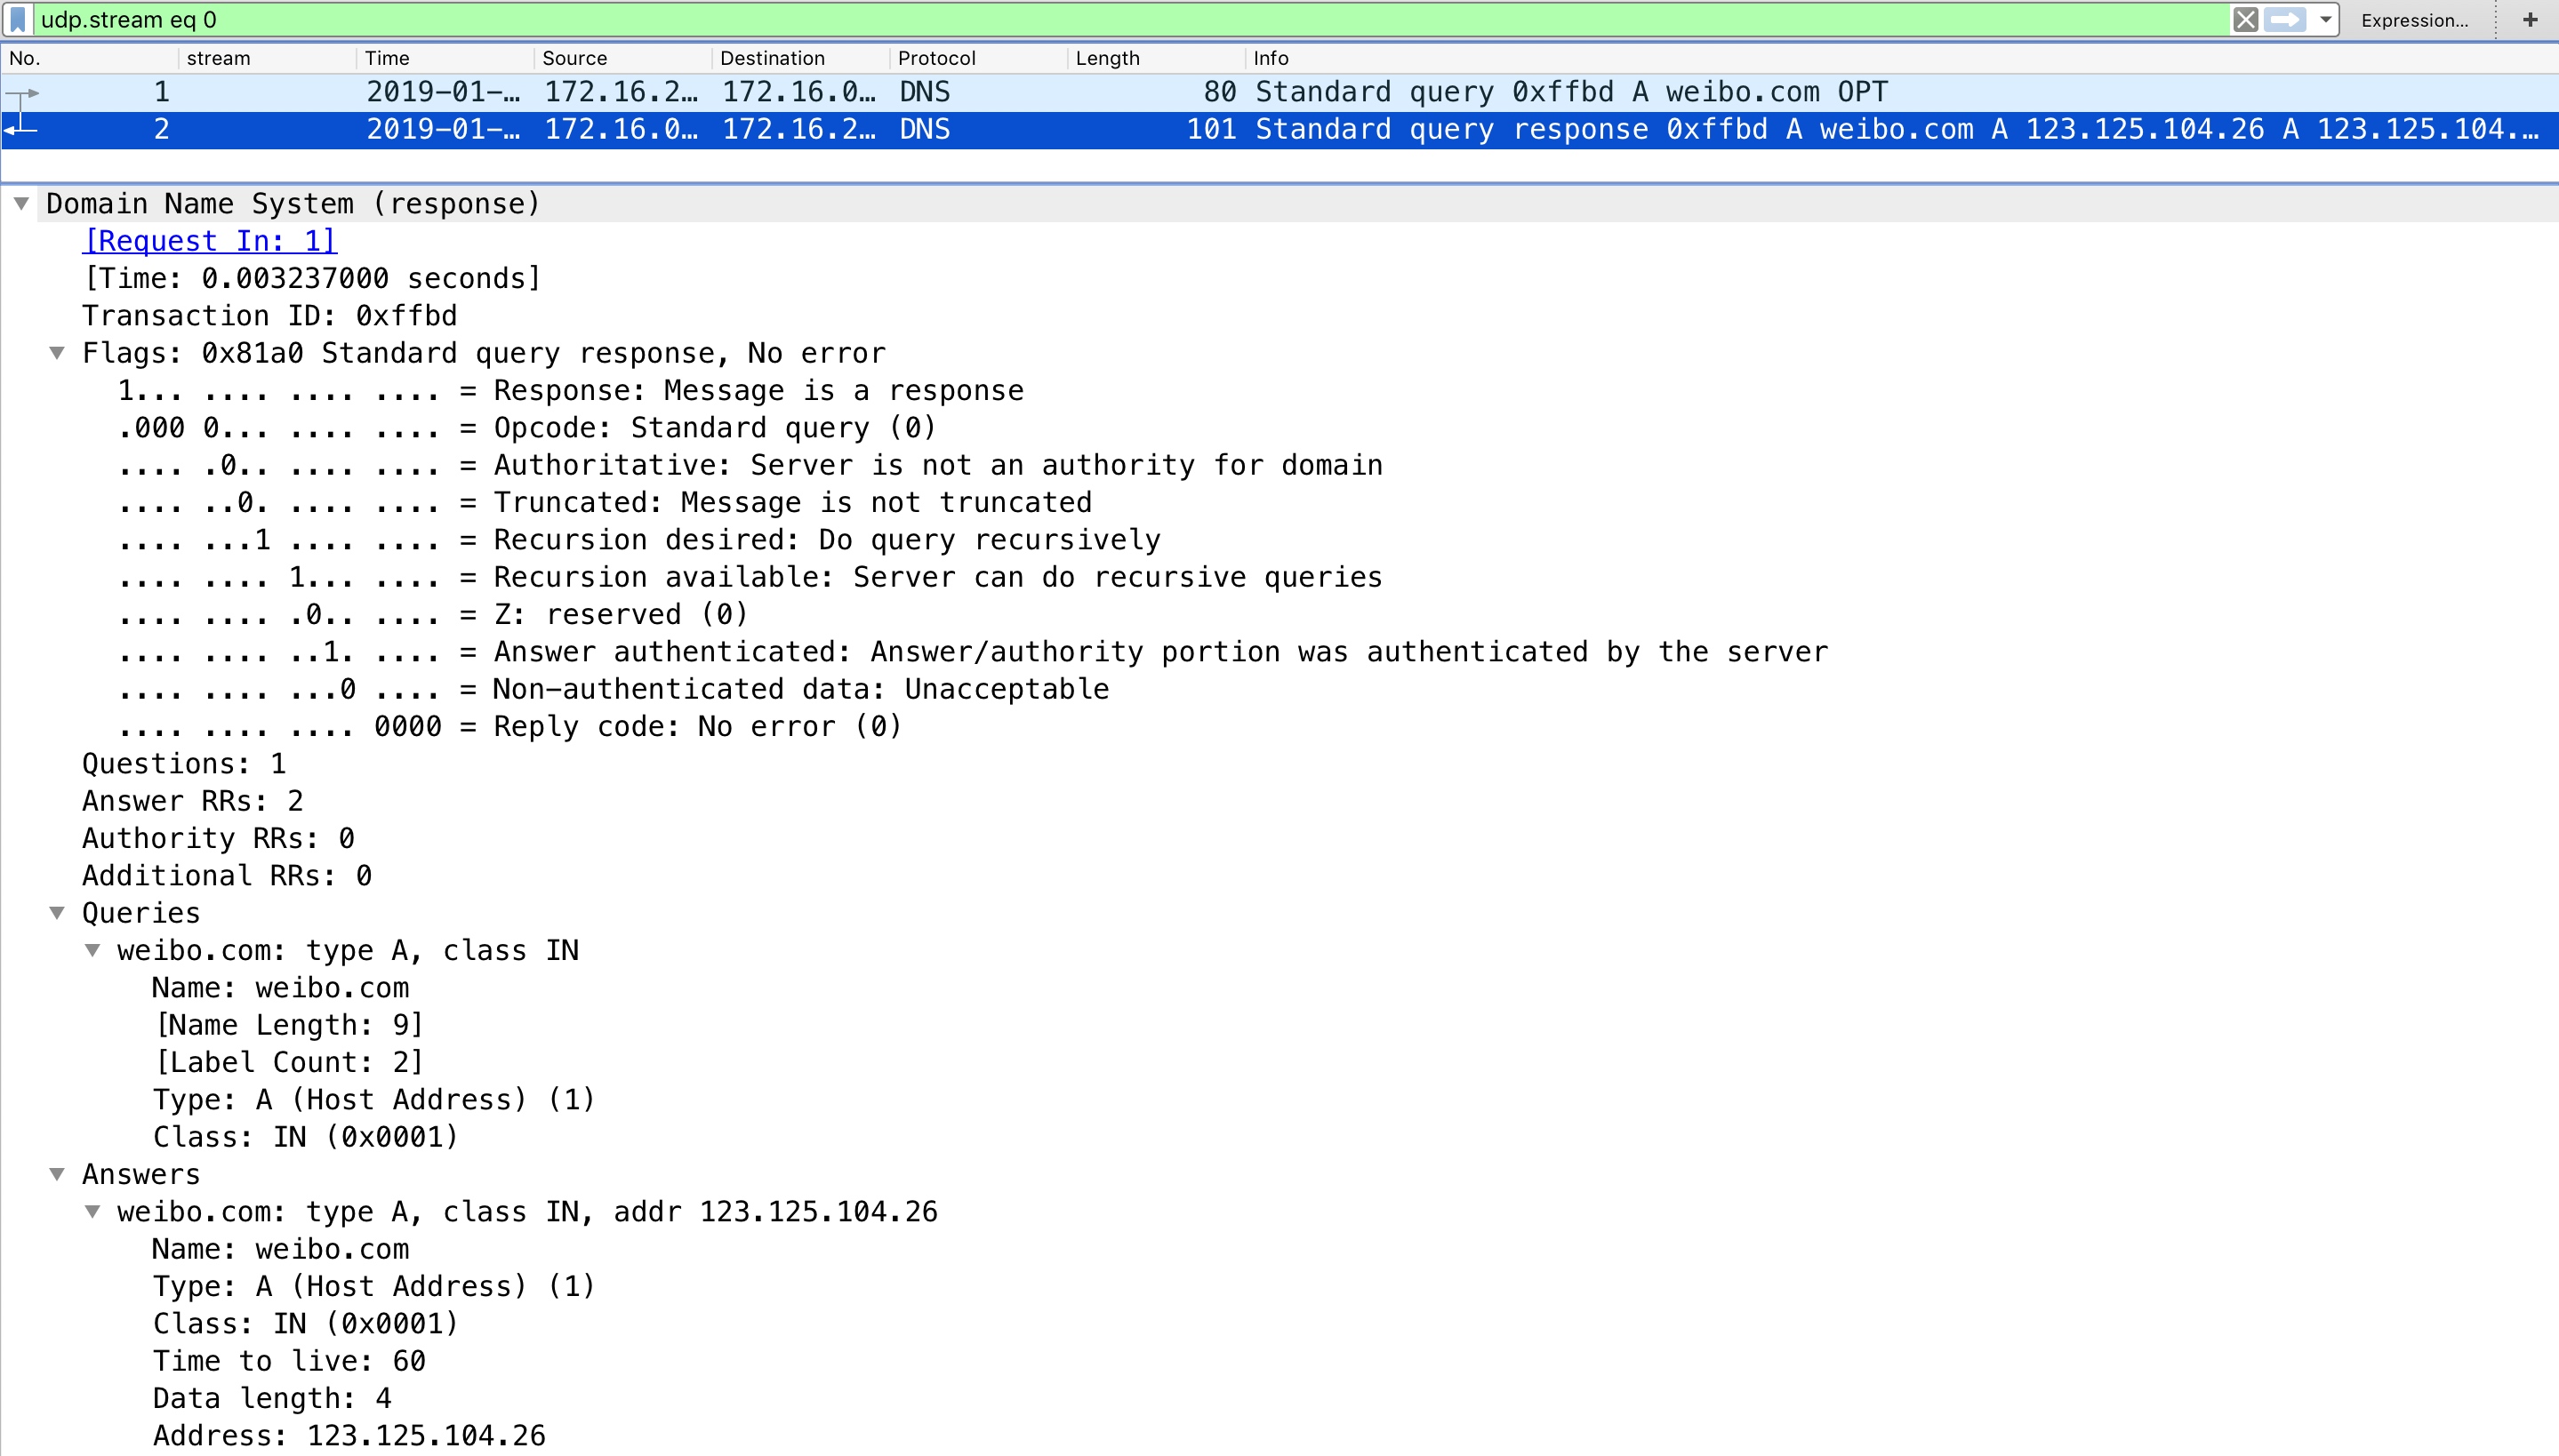 udp.stream eq 0 Expression… +
No. stream Time Source Destination Protocol Length Info
1 2019-01-… 172.16.2… 172.16.0… DNS 80 Standard query 0xffbd A weibo.com OPT
2 2019-01-… 172.16.0… 172.16.2… DNS 101 Standard query response 0xffbd A weibo.com A 123.125.104.26 A 123.125.104.…
Domain Name System (response)
[Request In: 1]
[Time: 0.003237000 seconds]
Transaction ID: 0xffbd
Flags: 0x81a0 Standard query response, No error
1... .... .... .... = Response: Message is a response
.000 0... .... .... = Opcode: Standard query (0)
.... .0.. .... .... = Authoritative: Server is not an authority for domain
.... ..0. .... .... = Truncated: Message is not truncated
.... ...1 .... .... = Recursion desired: Do query recursively
.... .... 1... .... = Recursion available: Server can do recursive queries
.... .... .0.. .... = Z: reserved (0)
.... .... ..1. .... = Answer authenticated: Answer/authority portion was authenticated by the server
.... .... ...0 .... = Non-authenticated data: Unacceptable
.... .... .... 0000 = Reply code: No error (0)
Questions: 1
Answer RRs: 2
Authority RRs: 0
Additional RRs: 0
Queries
weibo.com: type A, class IN
Name: weibo.com
[Name Length: 9]
[Label Count: 2]
Type: A (Host Address) (1)
Class: IN (0x0001)
Answers
weibo.com: type A, class IN, addr 123.125.104.26
Name: weibo.com
Type: A (Host Address) (1)
Class: IN (0x0001)
Time to live: 60
Data length: 4
Address: 123.125.104.26